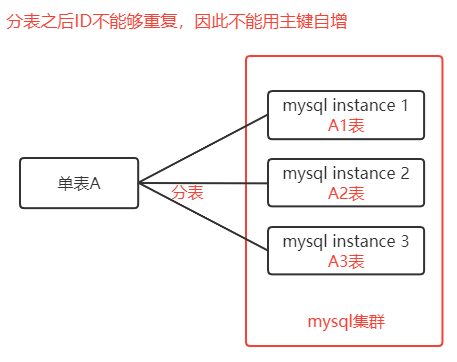 分表之后ID不能够重复，因此不能用主键自增
mysql instance 1
A1表
单表A
分表
mysql instance 2
A2表
mysql instance 3
A3表
mysql集群